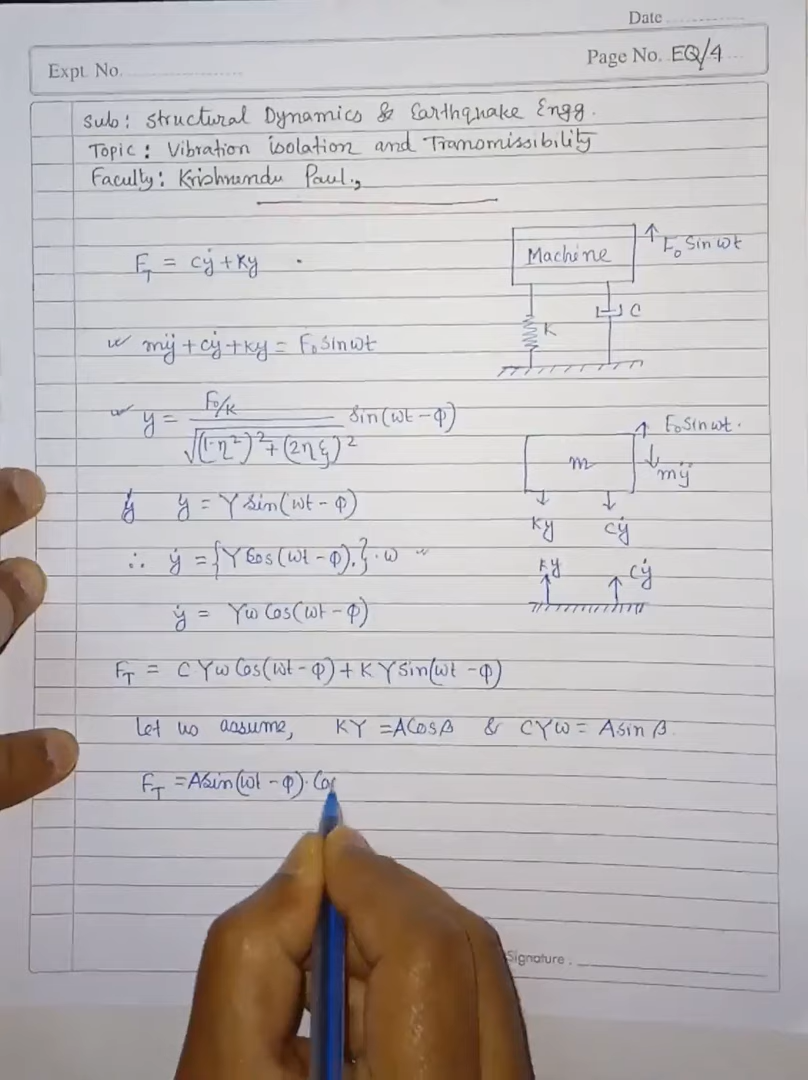 Date
Expt. No.
Page No. EQ/4
Sub: Structural Dynamics & Earthquake Engg.
Topic: Vibration isolation and Transmissibility
Faculty: Krishnendu Paul.,
F_T = cẏ + Ky
Machine
F₀ Sin ωt
K
C
mÿ + cẏ + ky = F₀ sin ωt
y = (F₀/K) / √((1-η²)² + (2ηξ)²) sin(ωt - φ)
F₀ sin ωt.
m
mÿ
Ky
Cẏ
y = Y sin(ωt - φ)
∴ ẏ = {Y Cos(ωt - φ).}·ω
Ky
Cẏ
ẏ = Yω Cos(ωt - φ)
F_T = C Yω Cos(ωt - φ) + K Y sin(ωt - φ)
Let us assume, KY = A Cos β & CYω = A sin β
F_T = A sin(ωt - φ)·Co
Signature.